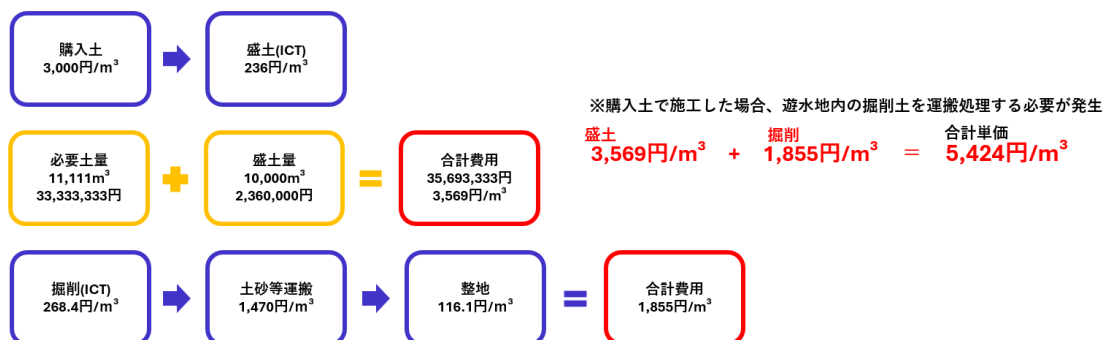 購入土
3,000円/m³
盛土(ICT)
236円/m³
※購入土で施工した場合、遊水地内の掘削土を運搬処理する必要が発生
盛土
3,569円/m³
+
掘削
1,855円/m³
＝
合計単価
5,424円/m³
必要土量
11,111m³
33,333,333円
盛土量
10,000m³
2,360,000円
合計費用
35,693,333円
3,569円/m³
掘削(ICT)
268.4円/m³
土砂等運搬
1,470円/m³
整地
116.1円/m³
合計費用
1,855円/m³